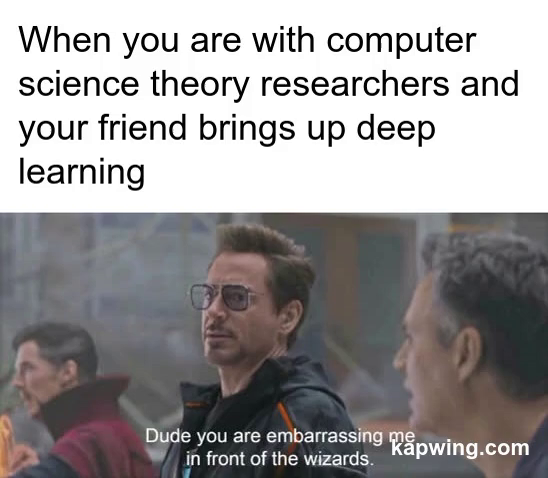 When you are with computer
science theory researchers and
your friend brings up deep
learning
Dude you are embarrassing me
in front of the wizards.
kapwing.com